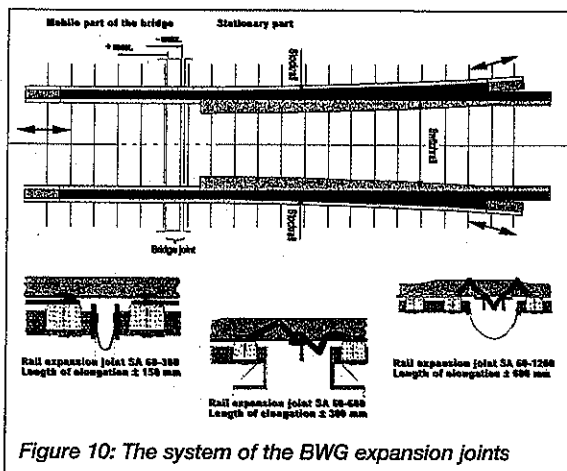 Mobile part of the bridge
Stationary part
- max.
+ max.
Stockrail
Stockrail
Bridge joint
Rail expansion joint SA 60-300
Length of elongation ± 150 mm
Rail expansion joint SA 60-600
Length of elongation ± 300 mm
Rail expansion joint SA 60-1200
Length of elongation ± 600 mm
Figure 10: The system of the BWG expansion joints